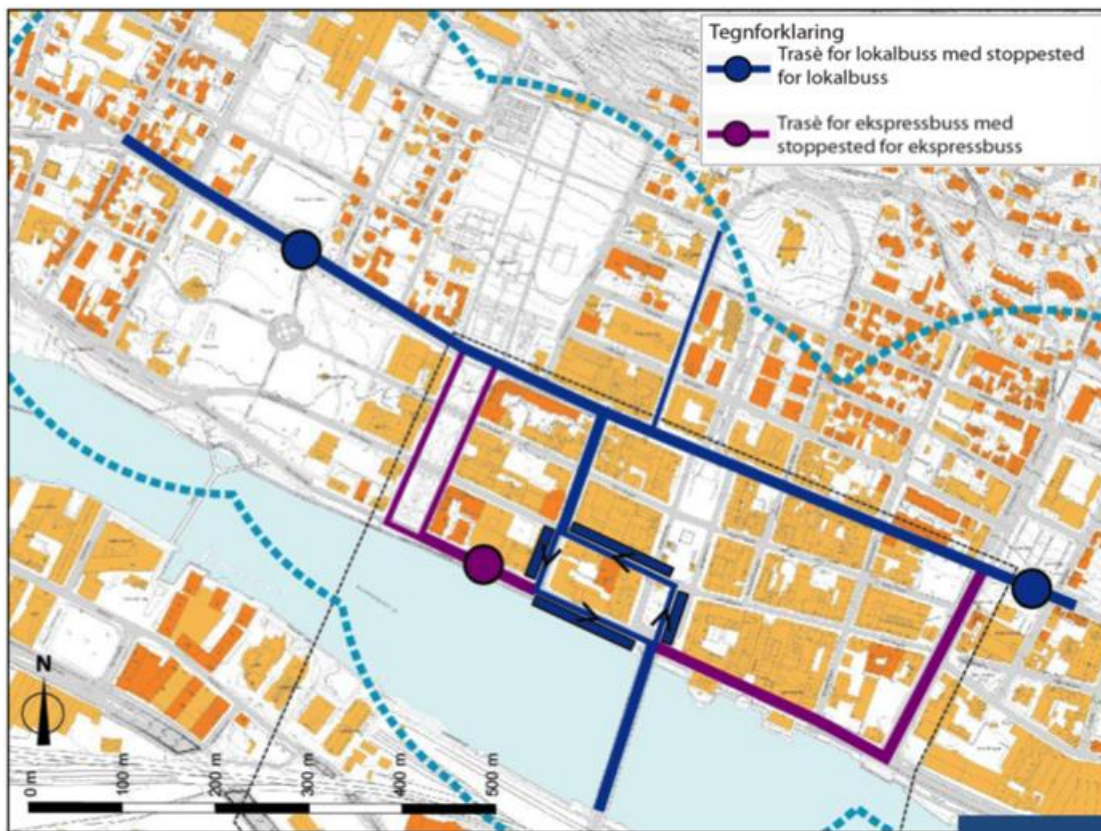 Tegnforklaring
Trasè for lokalbuss med stoppested
for lokalbuss
Trasè for ekspressbuss med
stoppested for ekspressbuss
N
0 m
100 m
200 m
300 m
400 m
500 m